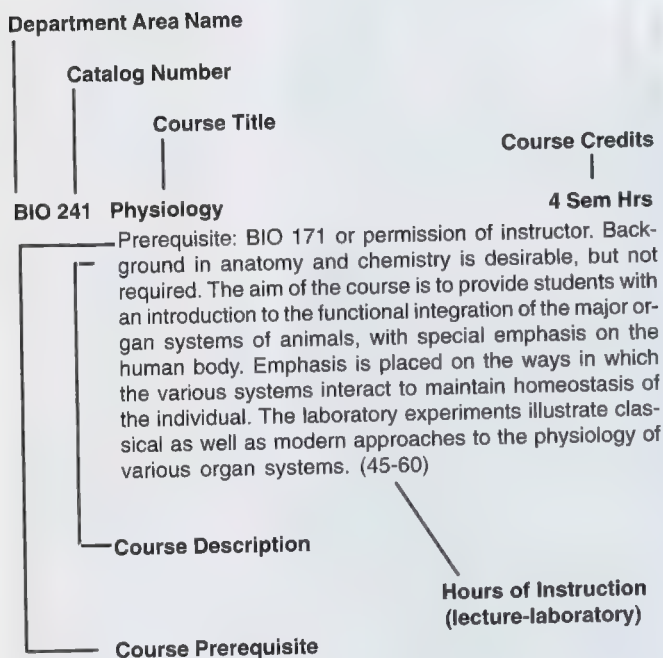 Department Area Name
Catalog Number
Course Title
Course Credits
BIO 241 Physiology 4 Sem Hrs
Prerequisite: BIO 171 or permission of instructor. Back-
ground in anatomy and chemistry is desirable, but not
required. The aim of the course is to provide students with
an introduction to the functional integration of the major or-
gan systems of animals, with special emphasis on the
human body. Emphasis is placed on the ways in which
the various systems interact to maintain homeostasis of
the individual. The laboratory experiments illustrate clas-
sical as well as modern approaches to the physiology of
various organ systems. (45-60)
Course Description
Hours of Instruction
(lecture-laboratory)
Course Prerequisite